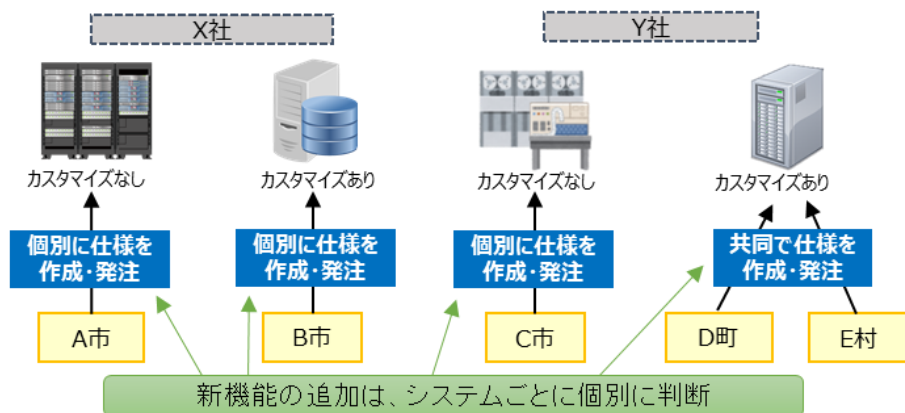 X社
Y社
カスタマイズなし
カスタマイズあり
カスタマイズなし
カスタマイズあり
個別に仕様を
作成・発注
個別に仕様を
作成・発注
個別に仕様を
作成・発注
共同で仕様を
作成・発注
A市
B市
C市
D町
E村
新機能の追加は、システムごとに個別に判断